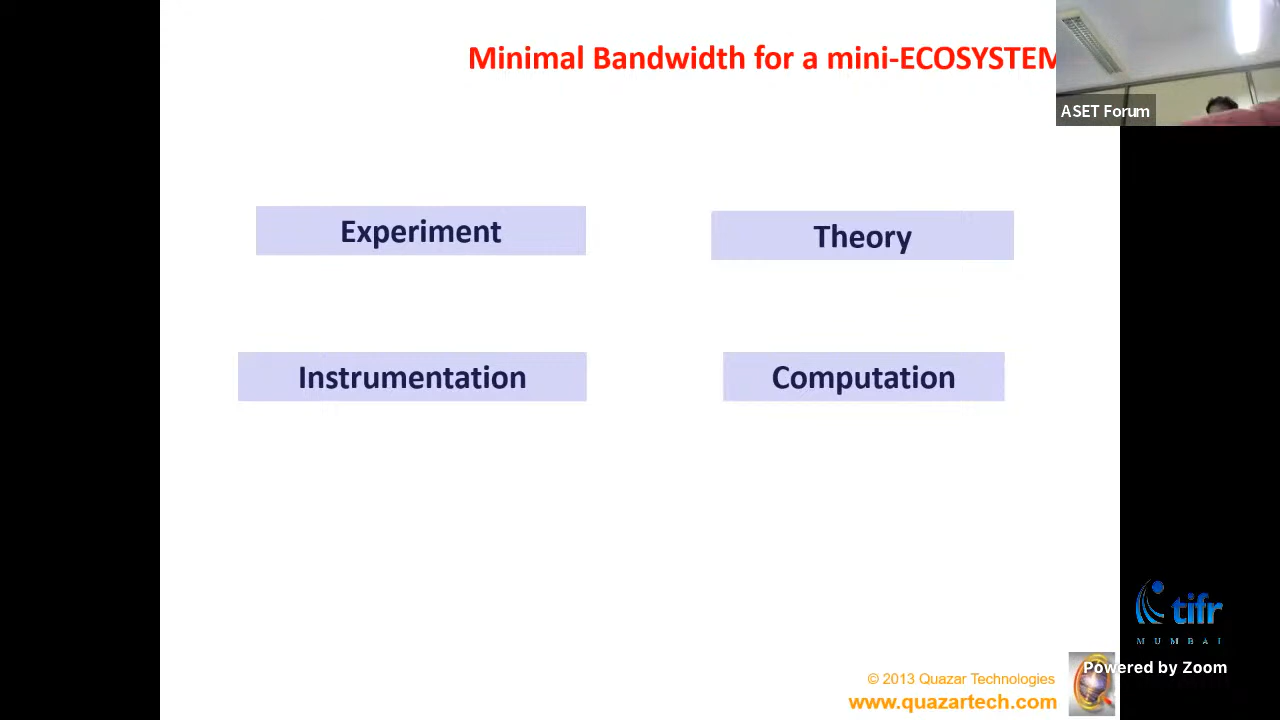 Minimal Bandwidth for a mini-ECOSYSTEM
ASET Forum
Experiment
Theory
Instrumentation
Computation
tifr
MUMBAI
Powered by Zoom
© 2013 Quazar Technologies
www.quazartech.com